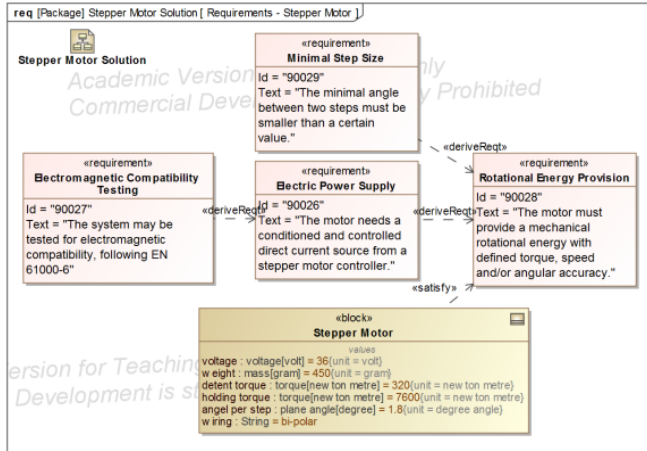 req [Package] Stepper Motor Solution [ Requirements - Stepper Motor ]
Stepper Motor Solution
Academic Version
Commercial Devel
nly
y Prohibited
«requirement»
Minimal Step Size
Id = "90029"
Text = "The minimal angle
between two steps must be
smaller than a certain
value."
«deriveReqt»
«requirement»
Electromagnetic Compatibility
Testing
Id = "90027"
Text = "The system may be
tested for electromagnetic
compatibility, following EN
61000-6"
«deriveReqt»
«requirement»
Electric Power Supply
Id = "90026"
Text = "The motor needs a
conditioned and controlled
direct current source from a
stepper motor controller."
«deriveReqt»
«requirement»
Rotational Energy Provision
Id = "90028"
Text = "The motor must
provide a mechanical
rotational energy with
defined torque, speed
and/or angular accuracy."
«satisfy»
«block»
Stepper Motor
values
voltage : voltage[volt] = 36{unit = volt}
weight : mass[gram] = 450{unit = gram}
detent torque : torque[newton metre] = 320{unit = newton metre}
holding torque : torque[newton metre] = 7600{unit = newton metre}
angel per step : plane angle[degree] = 1.8{unit = degree angle}
wiring : String = bi-polar
ersion for Teaching
Development is st